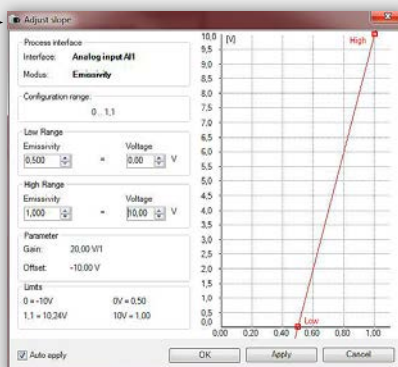 Adjust slope
Process interface
Interface: Analog input AI1
Modus: Emissivity
Configuration range:
0 .. 1,1
Low Range
Emissivity Voltage
0,500 = 0,00 V
High Range
Emissivity Voltage
1,000 = 10,00 V
Parameter
Gain: 20,00 V/1
Offset: -10.00 V
Limits
0 = -10V 0V = 0.50
1,1 = 10,24V 10V = 1,00
Auto apply
OK Apply Cancel
[V]
High
10,0
9,5
9,0
8,5
8,0
7,5
7,0
6,5
6,0
5,5
5,0
4,5
4,0
3,5
3,0
2,5
2,0
1,5
1,0
0,5
0,0
Low
0,00 0,20 0,40 0,60 0,80 1,00